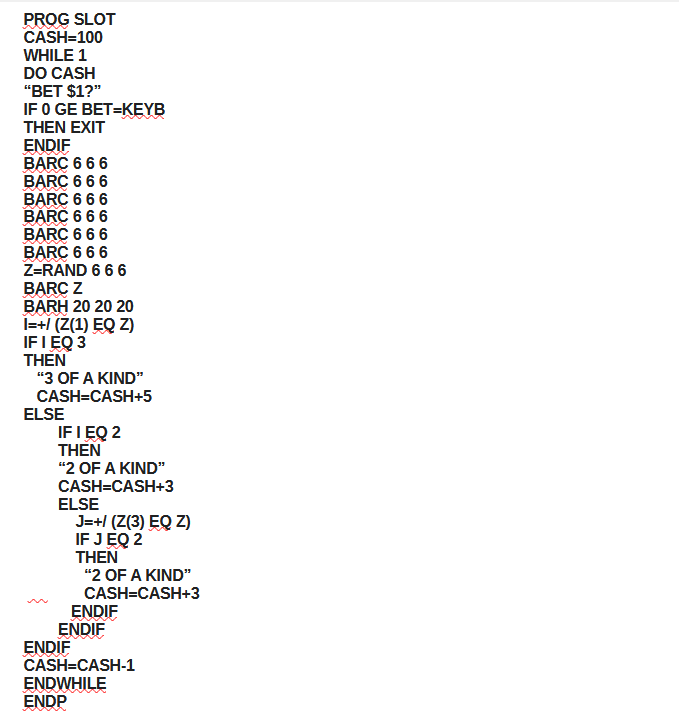 PROG SLOT
CASH=100
WHILE 1
DO CASH
“BET $1?”
IF 0 GE BET=KEYB
THEN EXIT
ENDIF
BARC 6 6 6
BARC 6 6 6
BARC 6 6 6
BARC 6 6 6
BARC 6 6 6
BARC 6 6 6
Z=RAND 6 6 6
BARC Z
BARH 20 20 20
I=+/ (Z(1) EQ Z)
IF I EQ 3
THEN
“3 OF A KIND”
CASH=CASH+5
ELSE
IF I EQ 2
THEN
“2 OF A KIND”
CASH=CASH+3
ELSE
J=+/ (Z(3) EQ Z)
IF J EQ 2
THEN
“2 OF A KIND”
CASH=CASH+3
ENDIF
ENDIF
ENDIF
CASH=CASH-1
ENDWHILE
ENDP